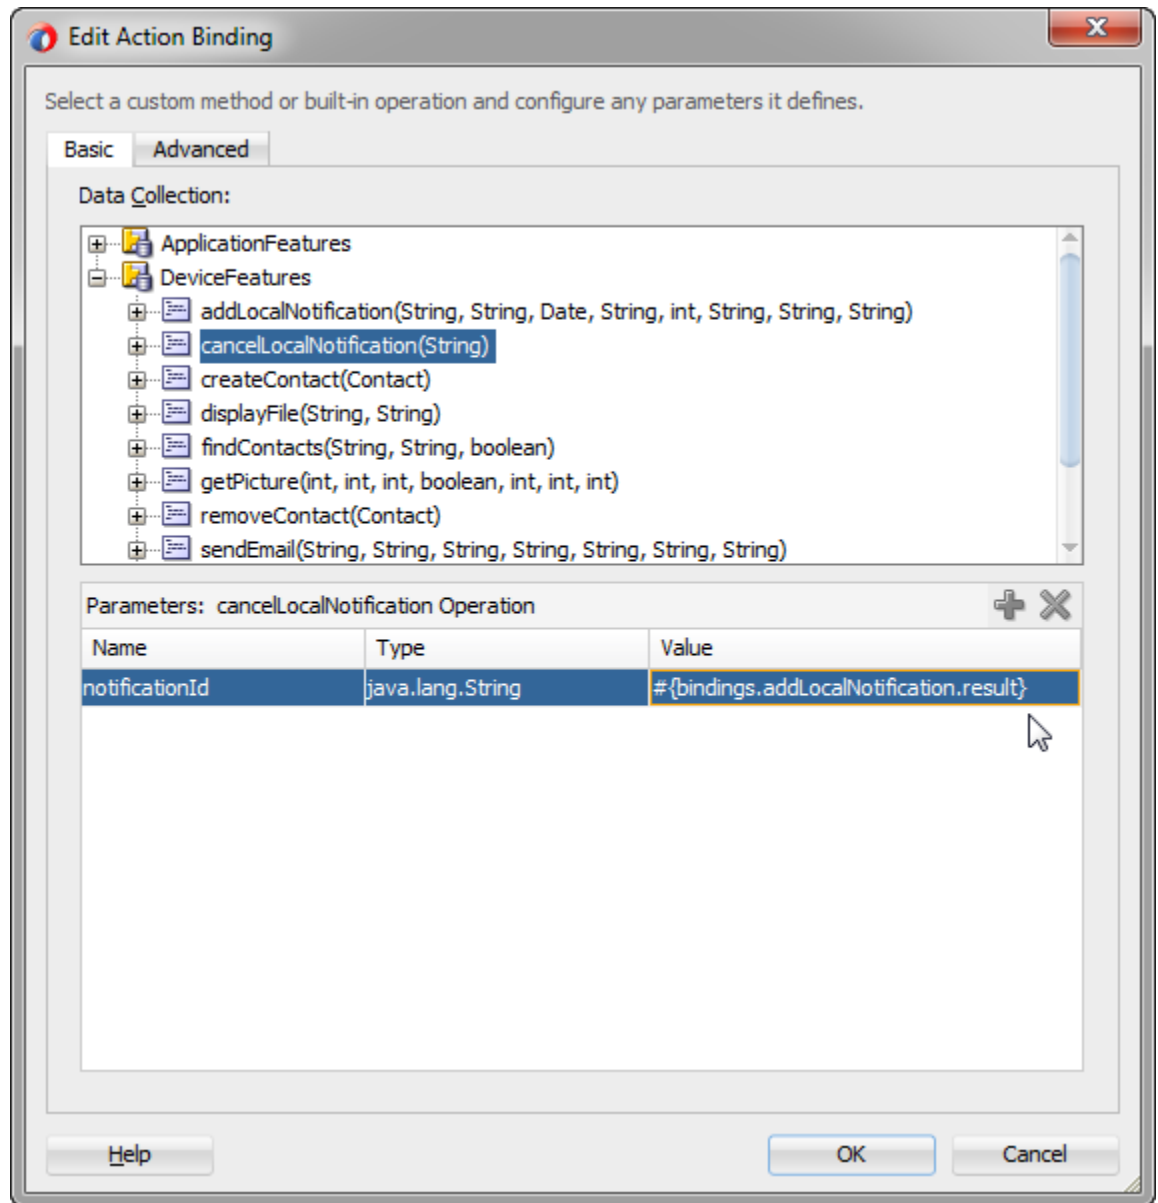 Edit Action Binding
Select a custom method or built-in operation and configure any parameters it defines.
Basic Advanced
Data Collection:
ApplicationFeatures
DeviceFeatures
addLocalNotification(String, String, Date, String, int, String, String, String)
cancelLocalNotification(String)
createContact(Contact)
displayFile(String, String)
findContacts(String, String, boolean)
getPicture(int, int, int, boolean, int, int, int)
removeContact(Contact)
sendEmail(String, String, String, String, String, String, String)
Parameters: cancelLocalNotification Operation
Name Type Value
notificationId java.lang.String #{bindings.addLocalNotification.result}
Help OK Cancel